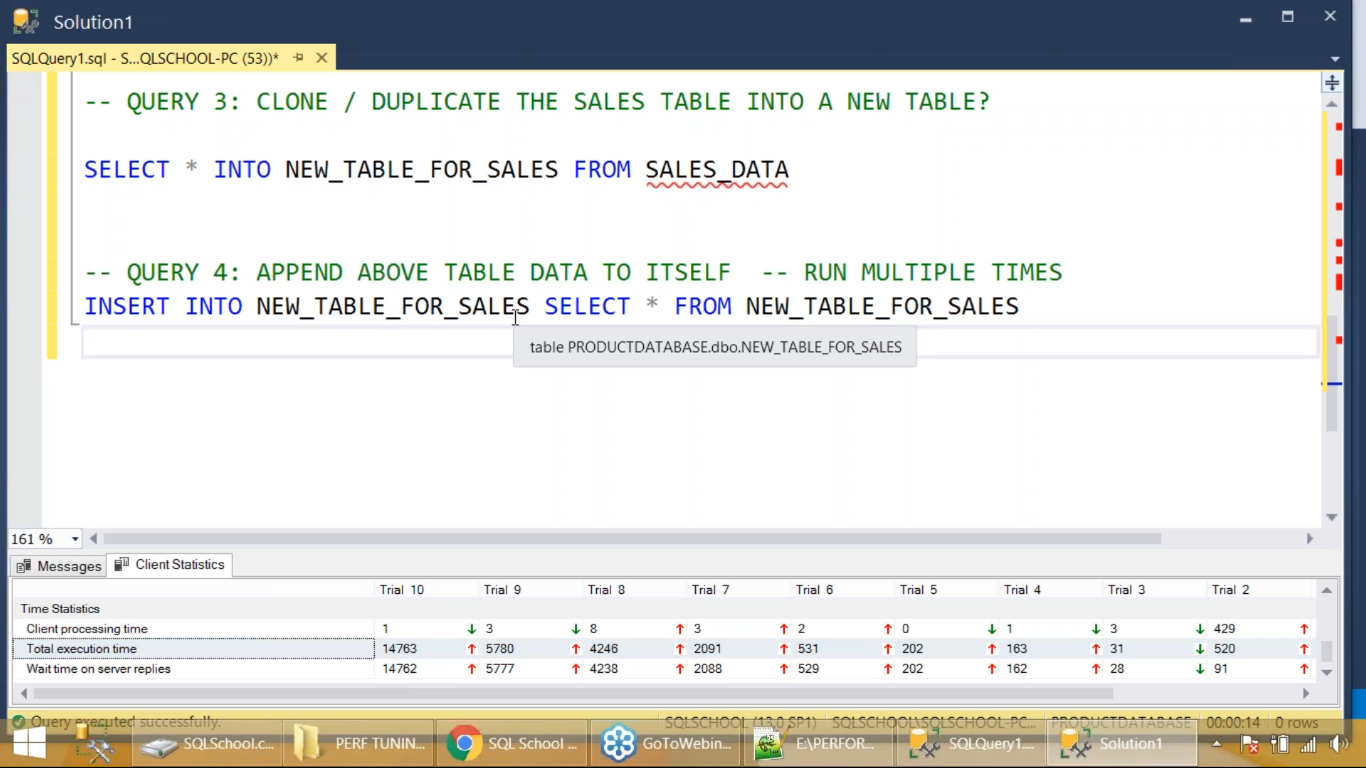 Solution1
SQLQuery1.sql - S...QLSCHOOL-PC (53))*
-- QUERY 3: CLONE / DUPLICATE THE SALES TABLE INTO A NEW TABLE?
SELECT * INTO NEW_TABLE_FOR_SALES FROM SALES_DATA
-- QUERY 4: APPEND ABOVE TABLE DATA TO ITSELF -- RUN MULTIPLE TIMES
INSERT INTO NEW_TABLE_FOR_SALES SELECT * FROM NEW_TABLE_FOR_SALES
table PRODUCTDATABASE.dbo.NEW_TABLE_FOR_SALES
161 %
Messages Client Statistics
Trial 10 Trial 9 Trial 8 Trial 7 Trial 6 Trial 5 Trial 4 Trial 3 Trial 2
Time Statistics
Client processing time 1 3 8 3 2 0 1 3 429
Total execution time 14763 5780 4246 2091 531 202 163 31 520
Wait time on server replies 14762 5777 4238 2088 529 202 162 28 91
Query executed successfully. SQLSCHOOL (13.0 SP1) SQLSCHOOL\SQLSCHOOL-PC... PRODUCTDATABASE 00:00:14 0 rows
SQLSchool.c... PERF TUNIN... SQL School ... GoToWebin... E:\PERFOR... SQLQuery1.... Solution1